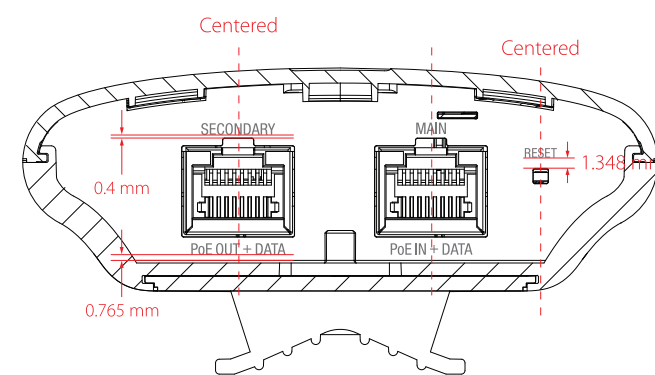 Centered
Centered
SECONDARY
MAIN
RESET
1.348 mm
0.4 mm
PoE OUT + DATA
PoE IN + DATA
0.765 mm